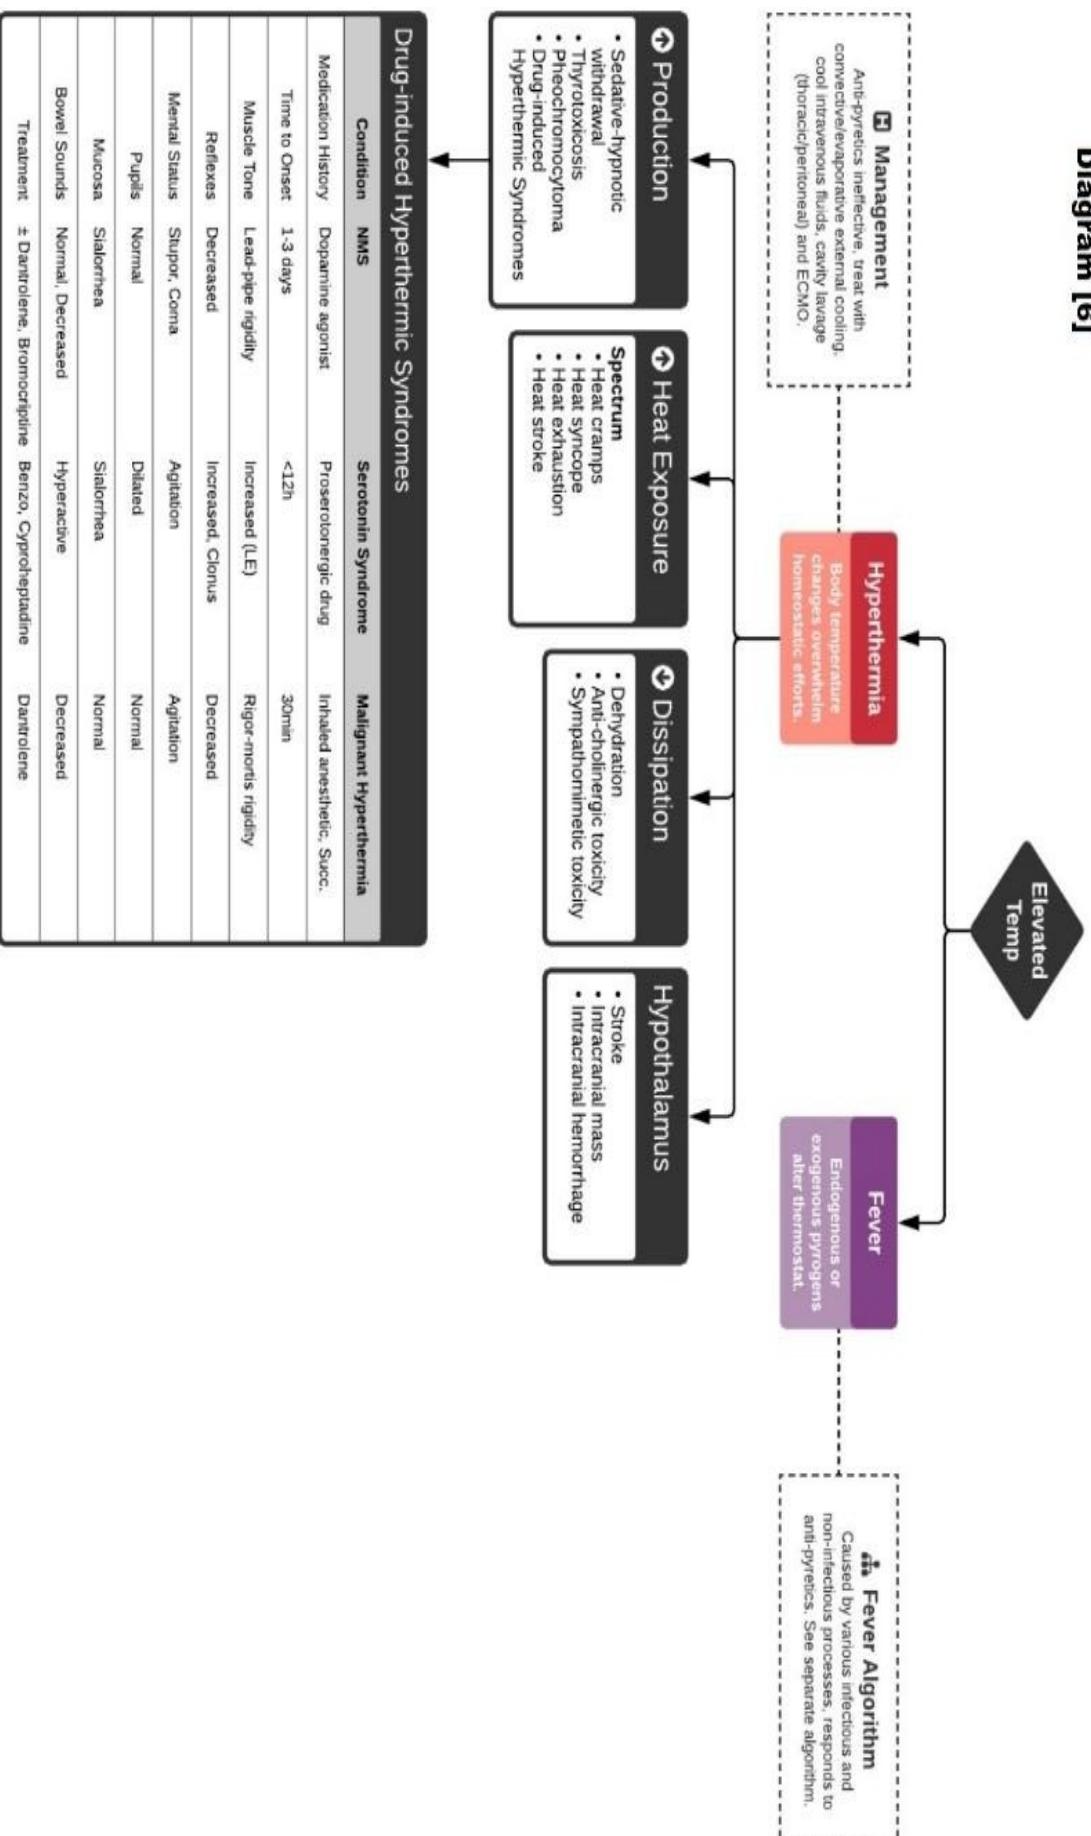 Diagram [6]
Elevated
Temp
Hyperthermia
Body temperature
changes overwhelm
homeostatic efforts.
Fever
Endogenous or
exogenous pyrogens
alter thermostat.
H Management
Anti-pyretics ineffective, treat with
convective/evaporative external cooling,
cool intravenous fluids, cavity lavage
(thoracic/peritoneal) and ECMO.
Fever Algorithm
Caused by various infectious and
non-infectious processes, responds to
anti-pyretics. See separate algorithm.
Production
• Sedative-hypnotic
withdrawal
• Thyrotoxicosis
• Pheochromocytoma
• Drug-induced
Hyperthermic Syndromes
Heat Exposure
Spectrum
• Heat cramps
• Heat syncope
• Heat exhaustion
• Heat stroke
Dissipation
• Dehydration
• Anti-cholinergic toxicity
• Sympathomimetic toxicity
Hypothalamus
• Stroke
• Intracranial mass
• Intracranial hemorrhage
Drug-induced Hyperthermic Syndromes
Condition NMS Serotonin Syndrome Malignant Hyperthermia
Medication History Dopamine agonist Proserotonergic drug Inhaled anesthetic, Succ.
Time to Onset 1-3 days <12h 30min
Muscle Tone Lead-pipe rigidity Increased (LE) Rigor-mortis rigidity
Reflexes Decreased Increased, Clonus Decreased
Mental Status Stupor, Coma Agitation Agitation
Pupils Normal Dilated Normal
Mucosa Sialorrhea Sialorrhea Normal
Bowel Sounds Normal, Decreased Hyperactive Decreased
Treatment ± Dantrolene, Bromocriptine Benzo, Cyproheptadine Dantrolene